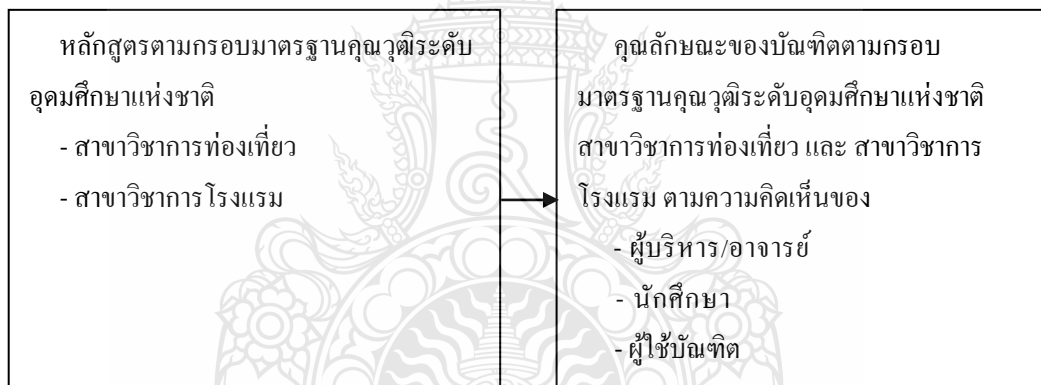 หลักสูตรตามกรอบมาตรฐานคุณวุฒิระดับ
อุดมศึกษาแห่งชาติ
- สาขาวิชาการท่องเที่ยว
- สาขาวิชาการโรงแรม
คุณลักษณะของบัณฑิตตามกรอบ
มาตรฐานคุณวุฒิระดับอุดมศึกษาแห่งชาติ
สาขาวิชาการท่องเที่ยว และ สาขาวิชาการ
โรงแรม ตามความคิดเห็นของ
- ผู้บริหาร/อาจารย์
- นักศึกษา
- ผู้ใช้บัณฑิต